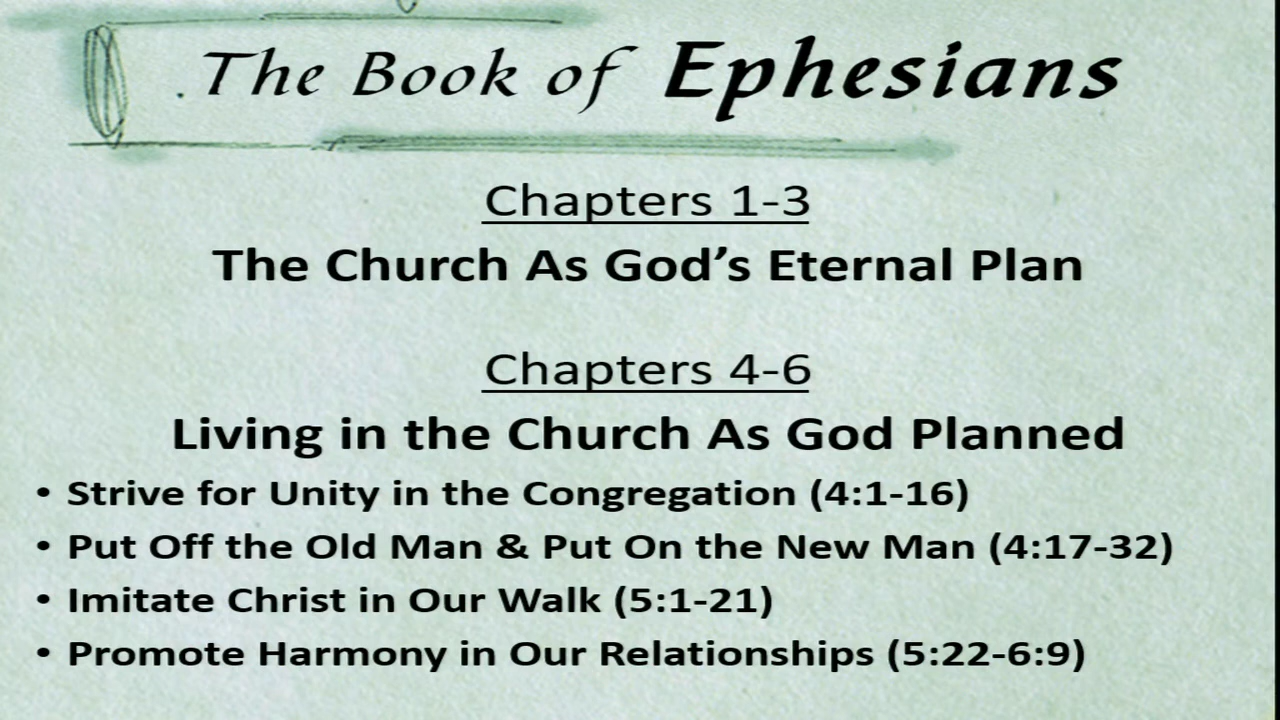 The Book of Ephesians
Chapters 1-3
The Church As God’s Eternal Plan
Chapters 4-6
Living in the Church As God Planned
• Strive for Unity in the Congregation (4:1-16)
• Put Off the Old Man & Put On the New Man (4:17-32)
• Imitate Christ in Our Walk (5:1-21)
• Promote Harmony in Our Relationships (5:22-6:9)